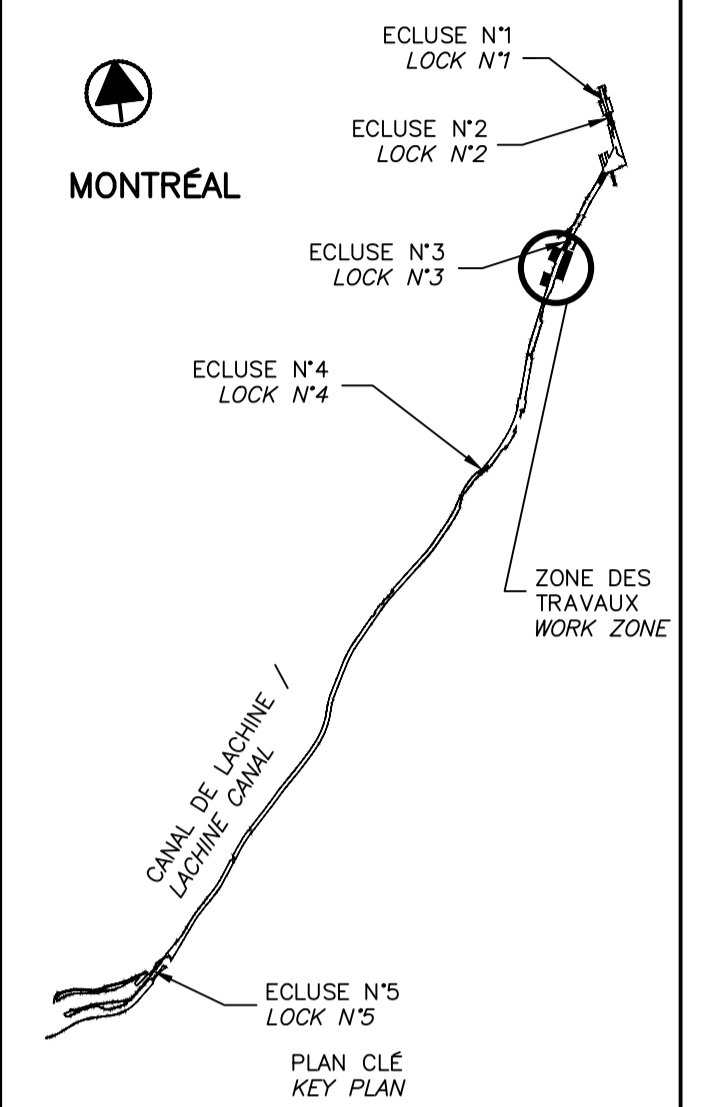 ECLUSE N°1
LOCK N°1
ECLUSE N°2
LOCK N°2
MONTRÉAL
ECLUSE N°3
LOCK N°3
ECLUSE N°4
LOCK N°4
ZONE DES
TRAVAUX
WORK ZONE
CANAL DE LACHINE /
LACHINE CANAL
ECLUSE N°5
LOCK N°5
PLAN CLÉ
KEY PLAN